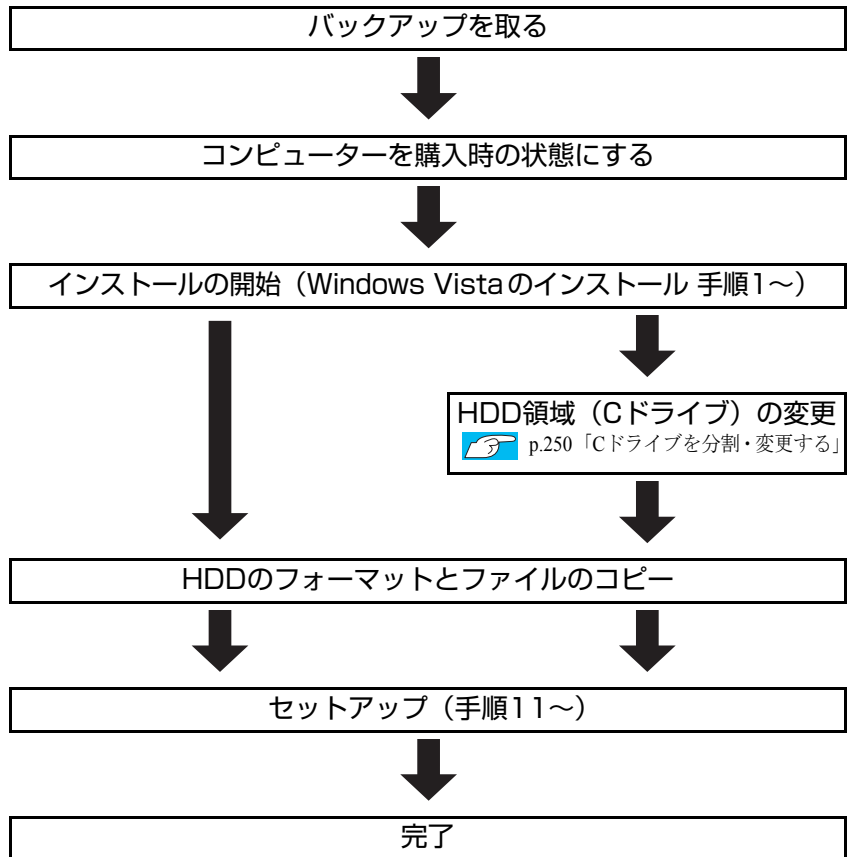 バックアップを取る
コンピューターを購入時の状態にする
インストールの開始（Windows Vistaのインストール 手順1～）
HDD領域（Cドライブ）の変更
p.250「Cドライブを分割・変更する」
HDDのフォーマットとファイルのコピー
セットアップ（手順11～）
完了